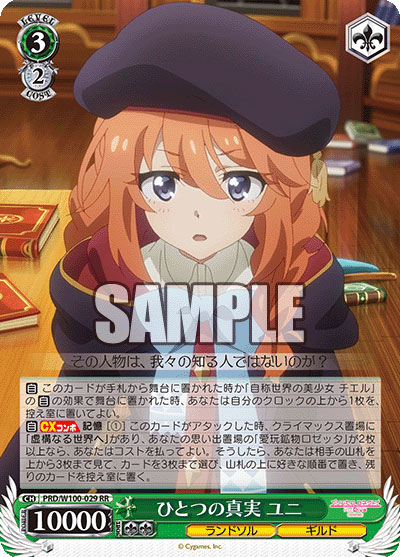 LEVEL
3
2
COST
SAMPLE
その人物は、我々の知る人ではないのか？
自 このカードが手札から舞台に置かれた時か「自称世界の美少女 チエル」
の 自 の効果で舞台に置かれた時、あなたは自分のクロックの上から1枚を、
控え室に置いてよい。
自 CXコンボ 記憶 [①] このカードがアタックした時、クライマックス置場に
「虚構なる世界へ」があり、あなたの思い出置場の「愛玩鉱物ロゼッタ」が2枚
以上なら、あなたはコストを払ってよい。そうしたら、あなたは相手の山札を
上から3枚まで見て、カードを3枚まで選び、山札の上に好きな順番で置き、残
りのカードを控え室に置く。
CH PRD/W100-029 RR
ひとつの真実 ユニ
10000
ランドソル
ギルド
© Cygames, Inc.